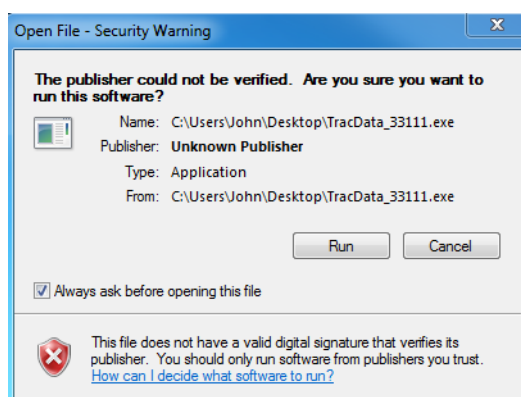 Open File - Security Warning
X
The publisher could not be verified. Are you sure you want to
run this software?
Name: C:\Users\John\Desktop\TracData_33111.exe
Publisher: Unknown Publisher
Type: Application
From: C:\Users\John\Desktop\TracData_33111.exe
Run Cancel
Always ask before opening this file
This file does not have a valid digital signature that verifies its
publisher. You should only run software from publishers you trust.
How can I decide what software to run?